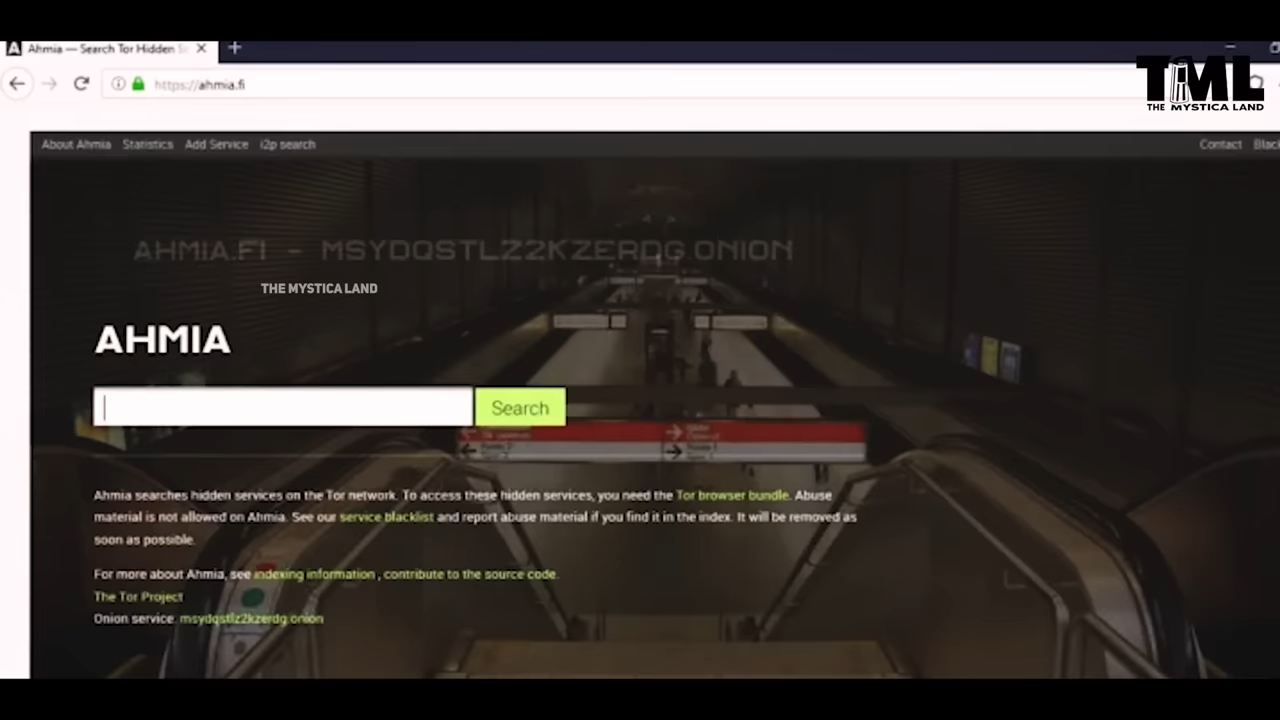 Ahmia — Search Tor Hidden
https://ahmia.fi
TML
THE MYSTICA LAND
About Ahmia Statistics Add Service i2p search Contact
AHMIA.FI - MSYDQSTLZ2KZERDG.ONION
THE MYSTICA LAND
AHMIA
Search
Ahmia searches hidden services on the Tor network. To access these hidden services, you need the Tor browser bundle. Abuse
material is not allowed on Ahmia. See our service blacklist and report abuse material if you find it in the index. It will be removed as
soon as possible.
For more about Ahmia, see indexing information , contribute to the source code.
The Tor Project
Onion service: msydqstlz2kzerdg.onion